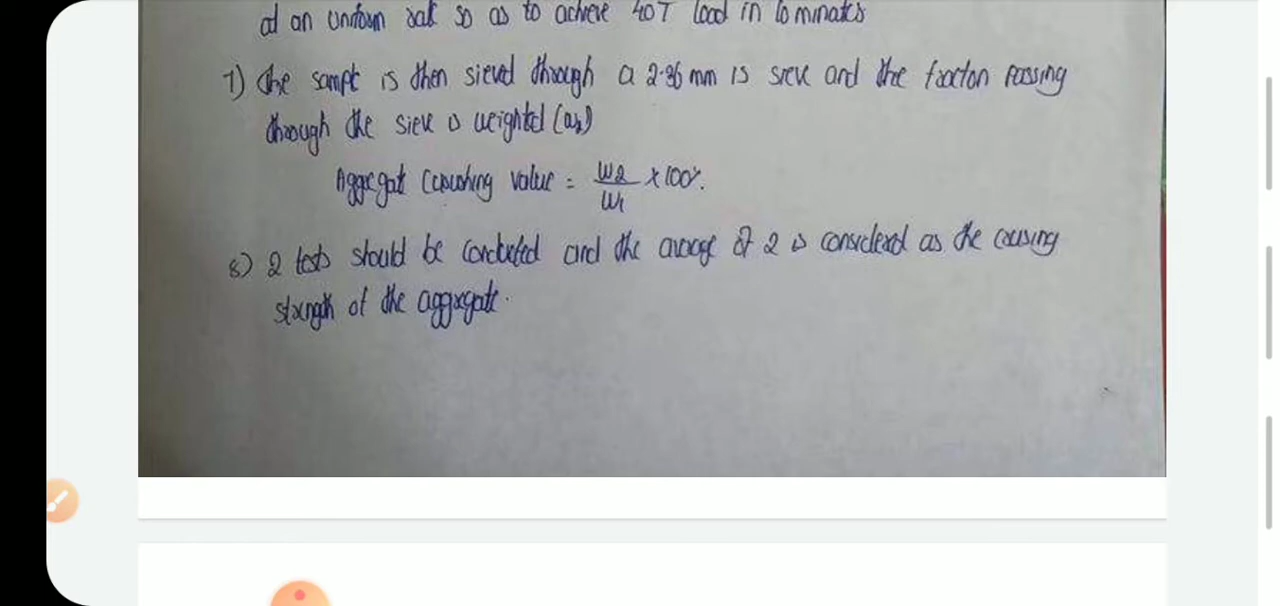 at an uniform rate so as to achieve 40T load in 10 minutes
7) the sample is then sieved through a 2.36 mm IS sieve and the fraction passing
through the sieve is weighted (w2)
Aggregate Crushing value = W2/W1 × 100%.
8) 2 tests should be conducted and the average of 2 is considered as the crusing
strength of the aggregate.